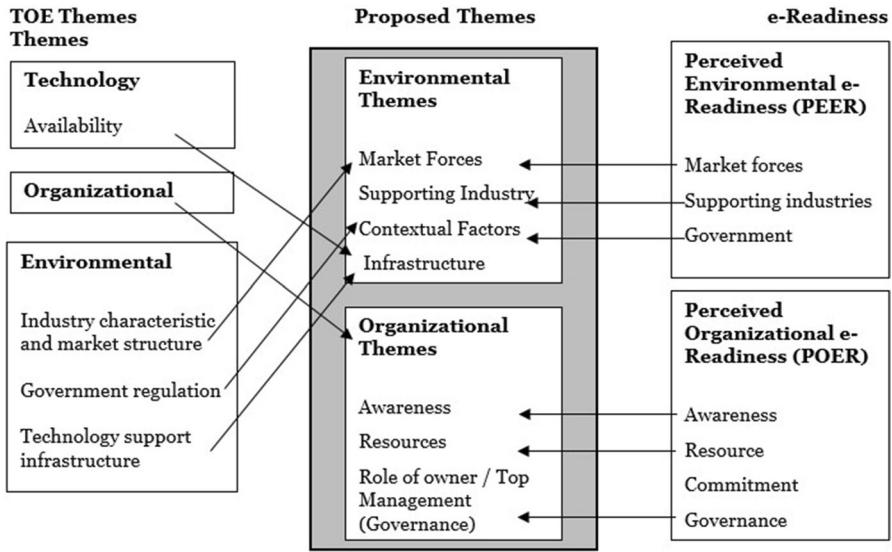 TOE Themes
Themes
Technology
Availability
Organizational
Environmental
Industry characteristic
and market structure
Government regulation
Technology support
infrastructure
Proposed Themes
Environmental
Themes
Market Forces
Supporting Industry
Contextual Factors
Infrastructure
Organizational
Themes
Awareness
Resources
Role of owner / Top
Management
(Governance)
e-Readiness
Perceived
Environmental e-
Readiness (PEER)
Market forces
Supporting industries
Government
Perceived
Organizational e-
Readiness (POER)
Awareness
Resource
Commitment
Governance